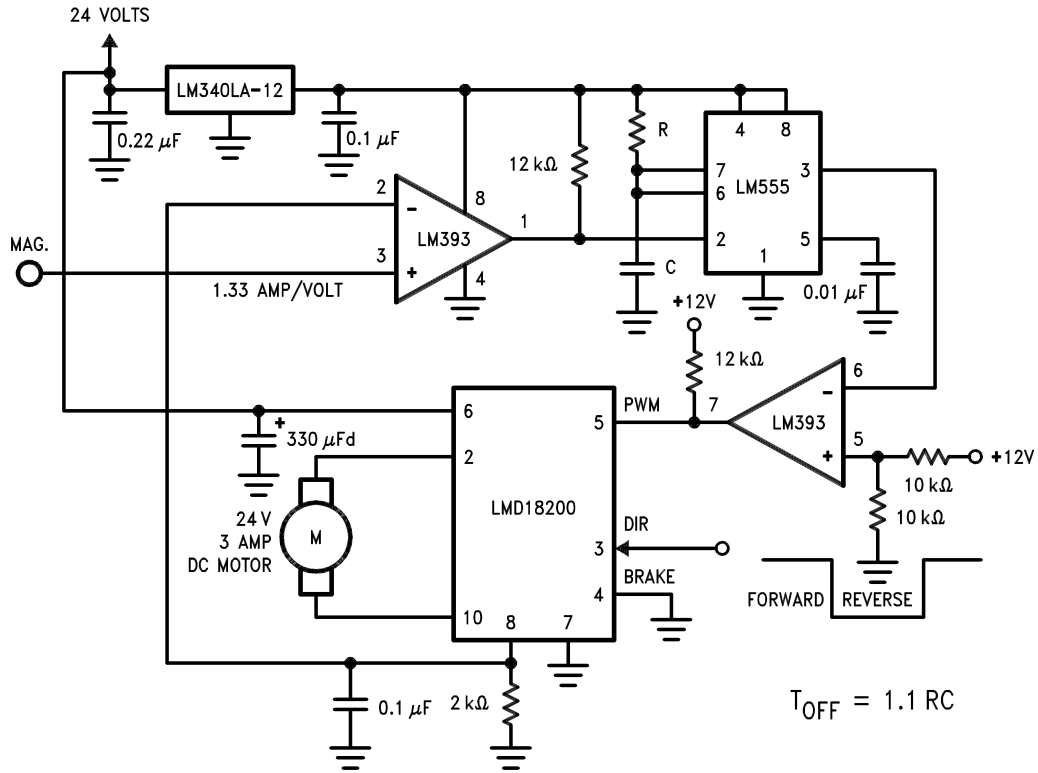 24 VOLTS
LM340LA-12
0.22 μF
0.1 μF
12 kΩ
R
4
8
7
6
LM555
3
2
5
1
C
0.01 μF
MAG.
2
-
3
+
LM393
8
1
4
1.33 AMP/VOLT
+12V
12 kΩ
PWM
7
6
-
LM393
5
+
+12V
10 kΩ
10 kΩ
6
5
+
330 μFd
2
LMD18200
24 V
3 AMP
DC MOTOR
M
DIR
3
BRAKE
4
10
8
7
FORWARD
REVERSE
0.1 μF
2 kΩ
TOFF = 1.1 RC